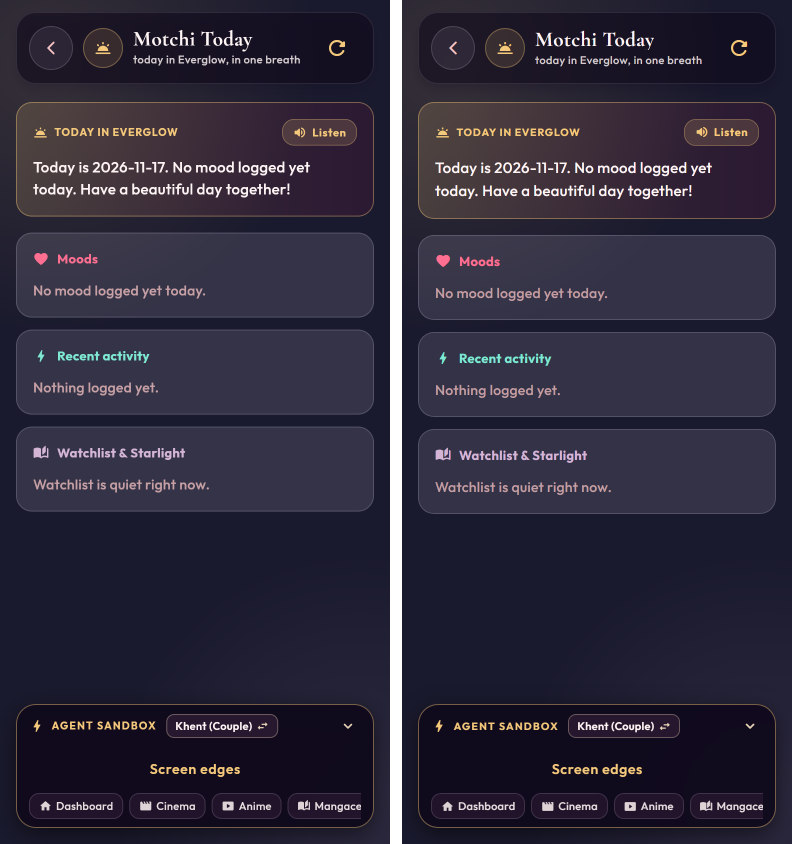 Motchi Today
today in Everglow, in one breath
TODAY IN EVERGLOW
Listen
Today is 2026-11-17. No mood logged yet
today. Have a beautiful day together!
Moods
No mood logged yet today.
Recent activity
Nothing logged yet.
Watchlist & Starlight
Watchlist is quiet right now.
AGENT SANDBOX
Khent (Couple)
Screen edges
Dashboard
Cinema
Anime
Mangace
Motchi Today
today in Everglow, in one breath
TODAY IN EVERGLOW
Listen
Today is 2026-11-17. No mood logged yet
today. Have a beautiful day together!
Moods
No mood logged yet today.
Recent activity
Nothing logged yet.
Watchlist & Starlight
Watchlist is quiet right now.
AGENT SANDBOX
Khent (Couple)
Screen edges
Dashboard
Cinema
Anime
Mangace